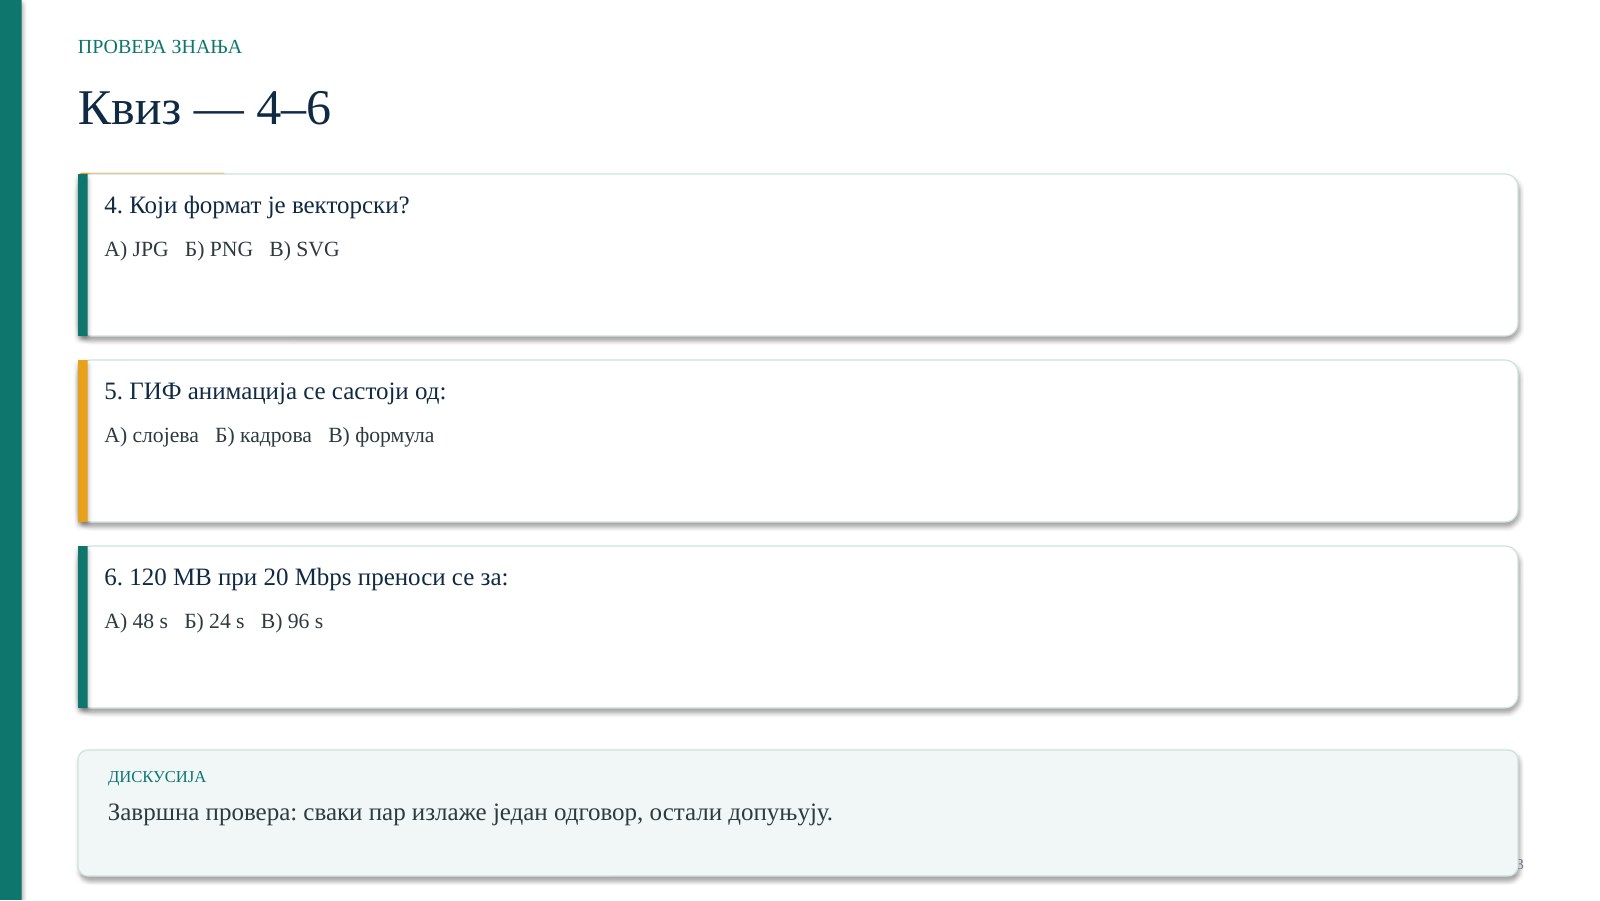 ПРОВЕРА ЗНАЊА
Квиз — 4–6
4. Који формат је векторски?
А) JPG Б) PNG В) SVG
5. ГИФ анимација се састоји од:
А) слојева Б) кадрова В) формула
6. 120 MB при 20 Mbps преноси се за:
А) 48 s Б) 24 s В) 96 s
ДИСКУСИЈА
Завршна провера: сваки пар излаже један одговор, остали допуњују.